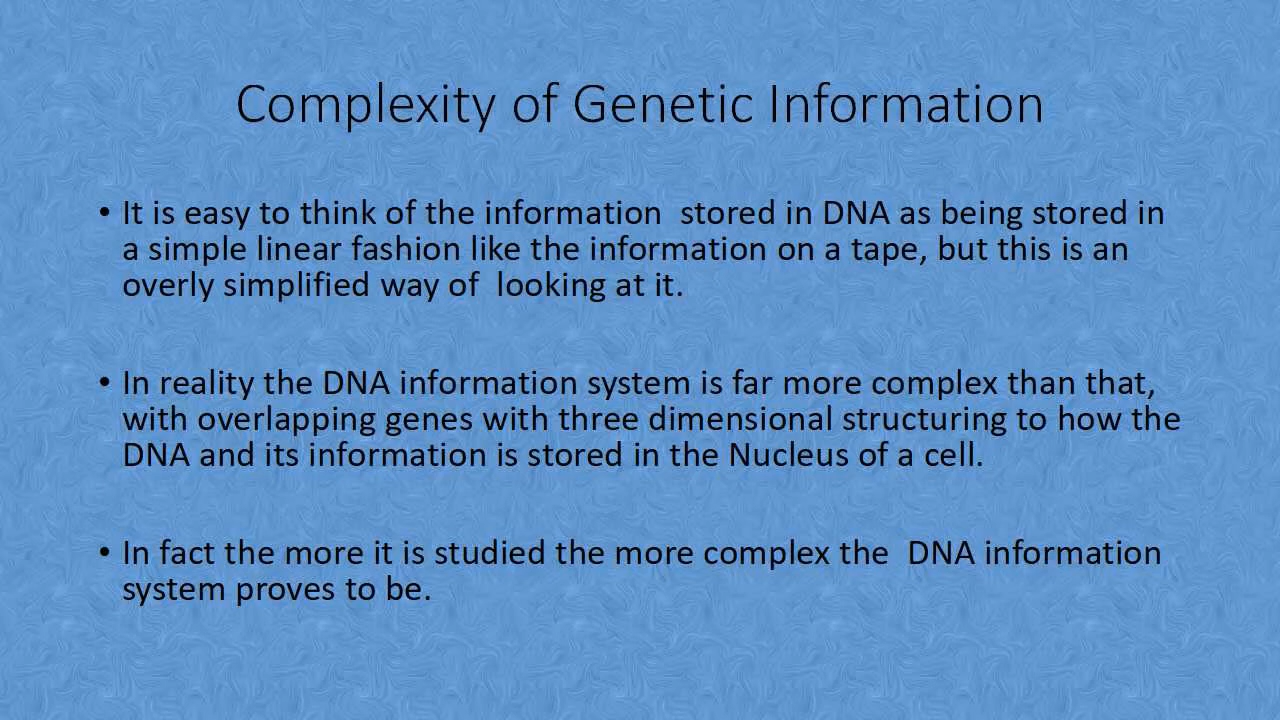 Complexity of Genetic Information
• It is easy to think of the information  stored in DNA as being stored in
a simple linear fashion like the information on a tape, but this is an
overly simplified way of  looking at it.
• In reality the DNA information system is far more complex than that,
with overlapping genes with three dimensional structuring to how the
DNA and its information is stored in the Nucleus of a cell.
• In fact the more it is studied the more complex the  DNA information
system proves to be.